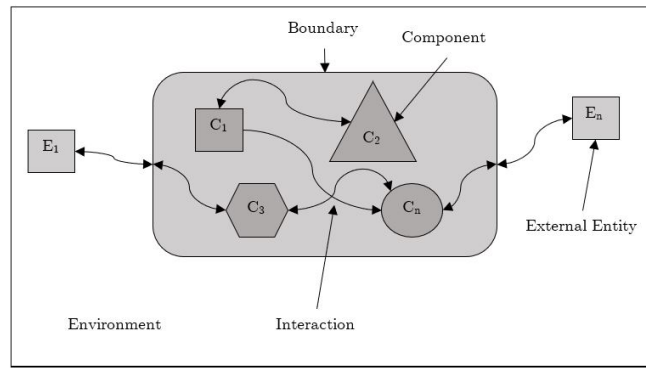 Boundary
Component
E₁
C₁
C₂
Eₙ
C₃
Cₙ
External Entity
Environment
Interaction